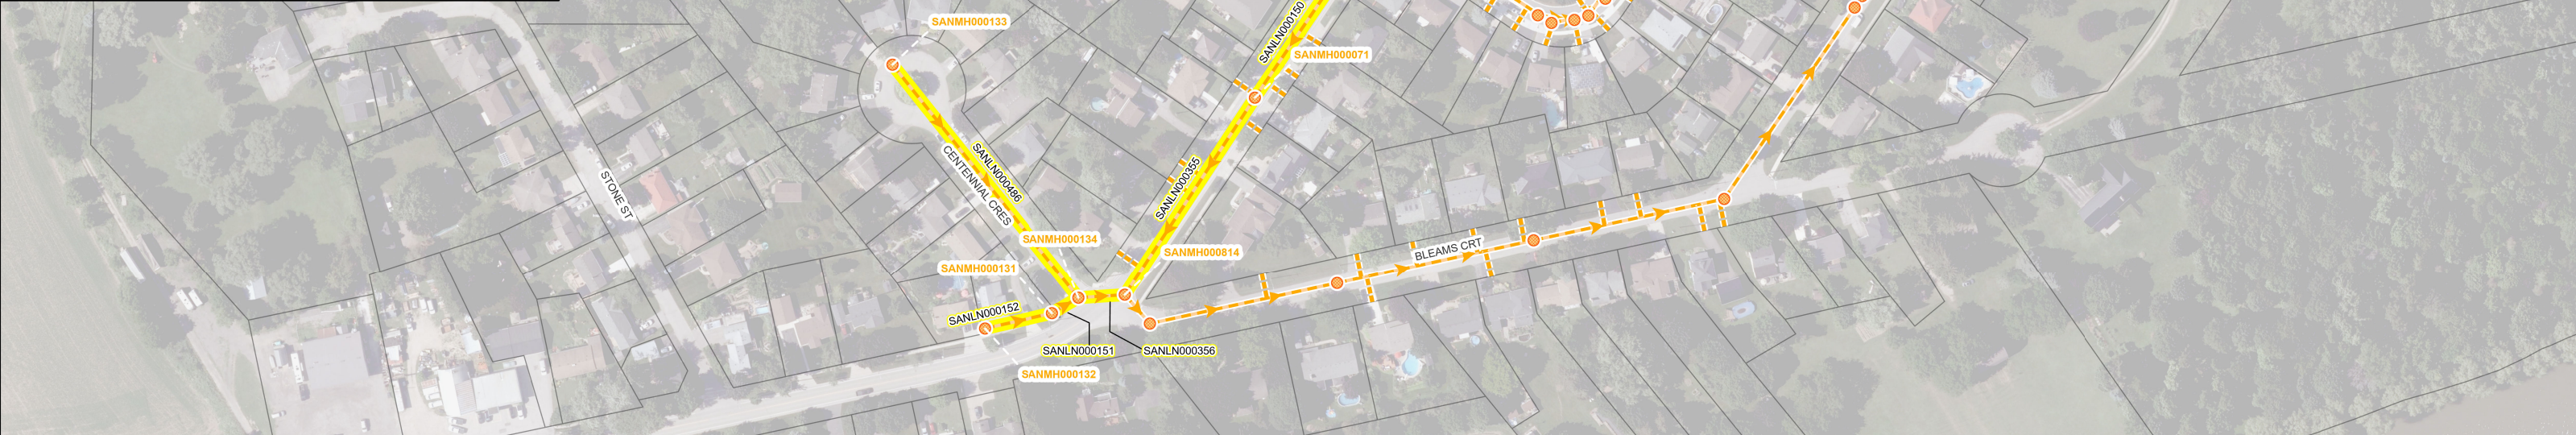 SANMH000133
SANLN000150
SANMH000071
SANLN000486
CENTENNIAL CRES
SANLN000355
STONE ST
SANMH000134
SANMH000814
BLEAMS CRT
SANMH000131
SANLN000152
SANLN000151
SANLN000356
SANMH000132